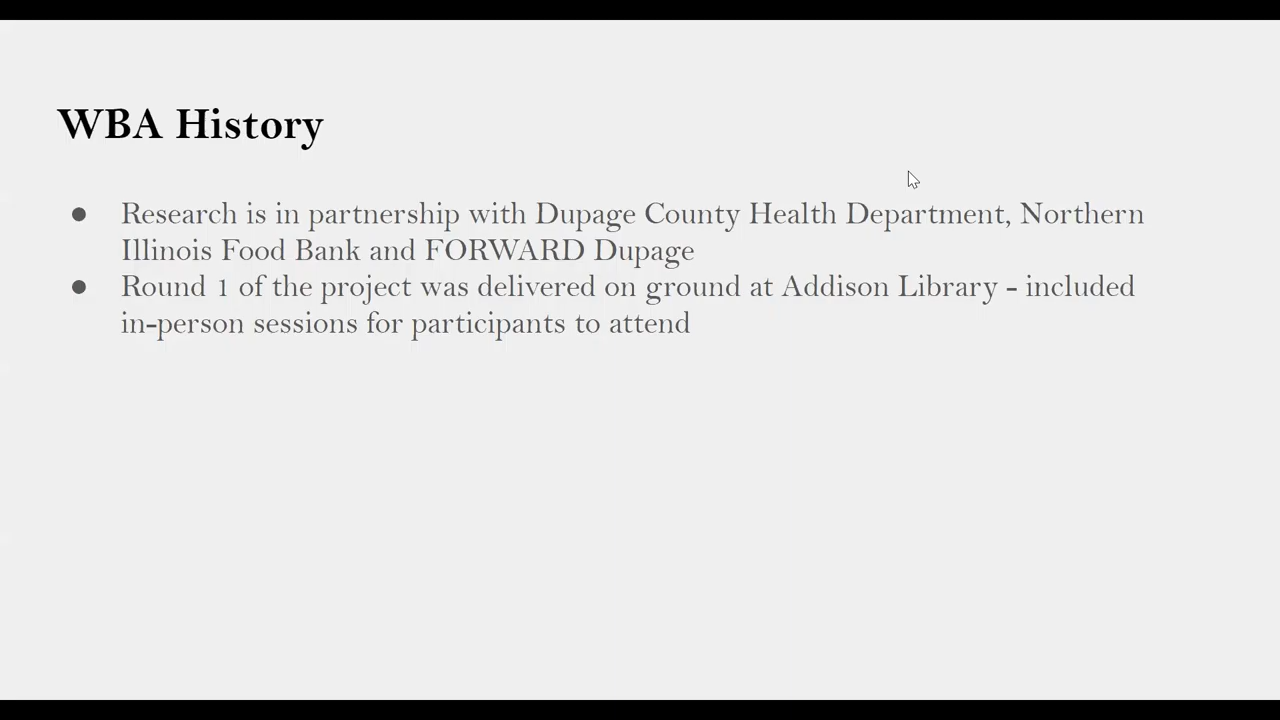 WBA History
● Research is in partnership with Dupage County Health Department, Northern
Illinois Food Bank and FORWARD Dupage
● Round 1 of the project was delivered on ground at Addison Library - included
in-person sessions for participants to attend